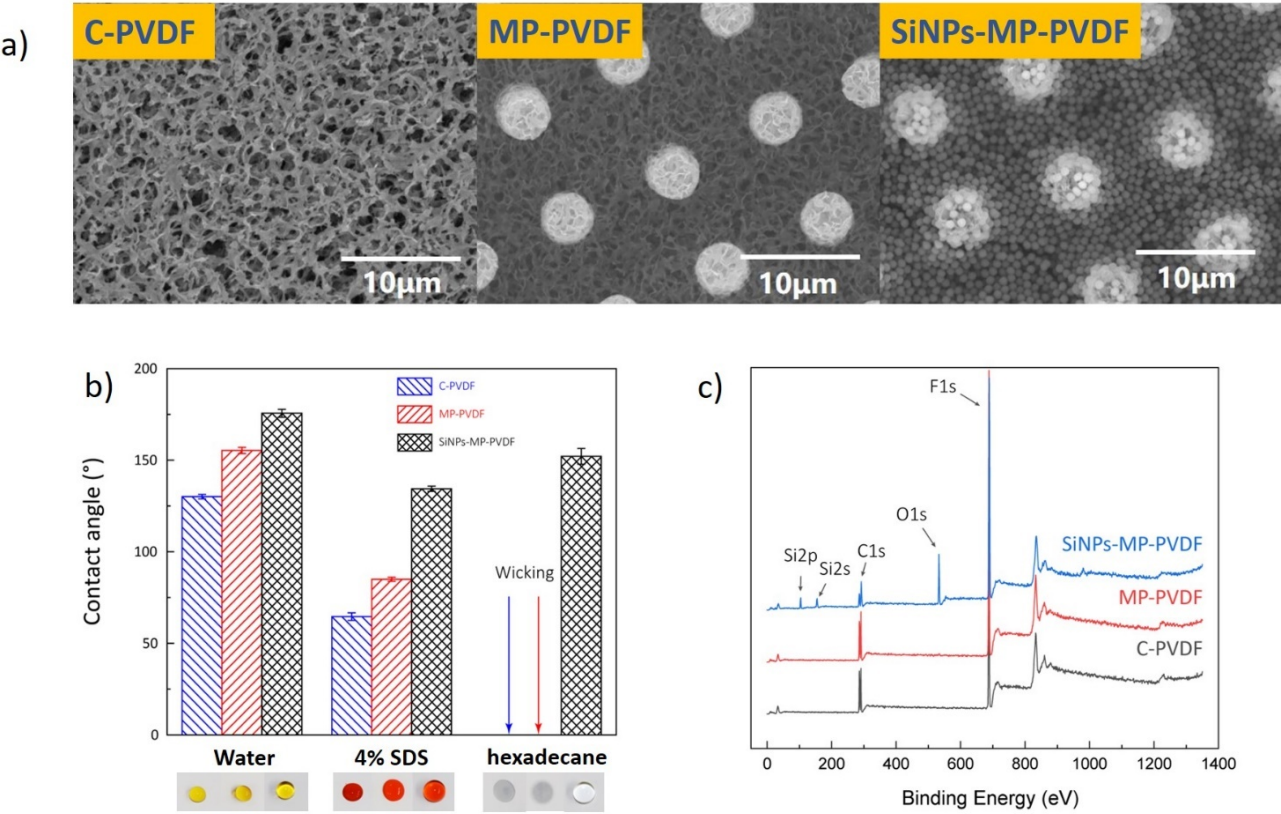 a)
C-PVDF
MP-PVDF
SiNPs-MP-PVDF
10μm
10μm
10μm
b)
200
150
100
50
0
Contact angle (°)
C-PVDF
MP-PVDF
SiNPs-MP-PVDF
Wicking
Water
4% SDS
hexadecane
c)
F1s
O1s
Si2p
Si2s
C1s
SiNPs-MP-PVDF
MP-PVDF
C-PVDF
0
200
400
600
800
1000
1200
1400
Binding Energy (eV)